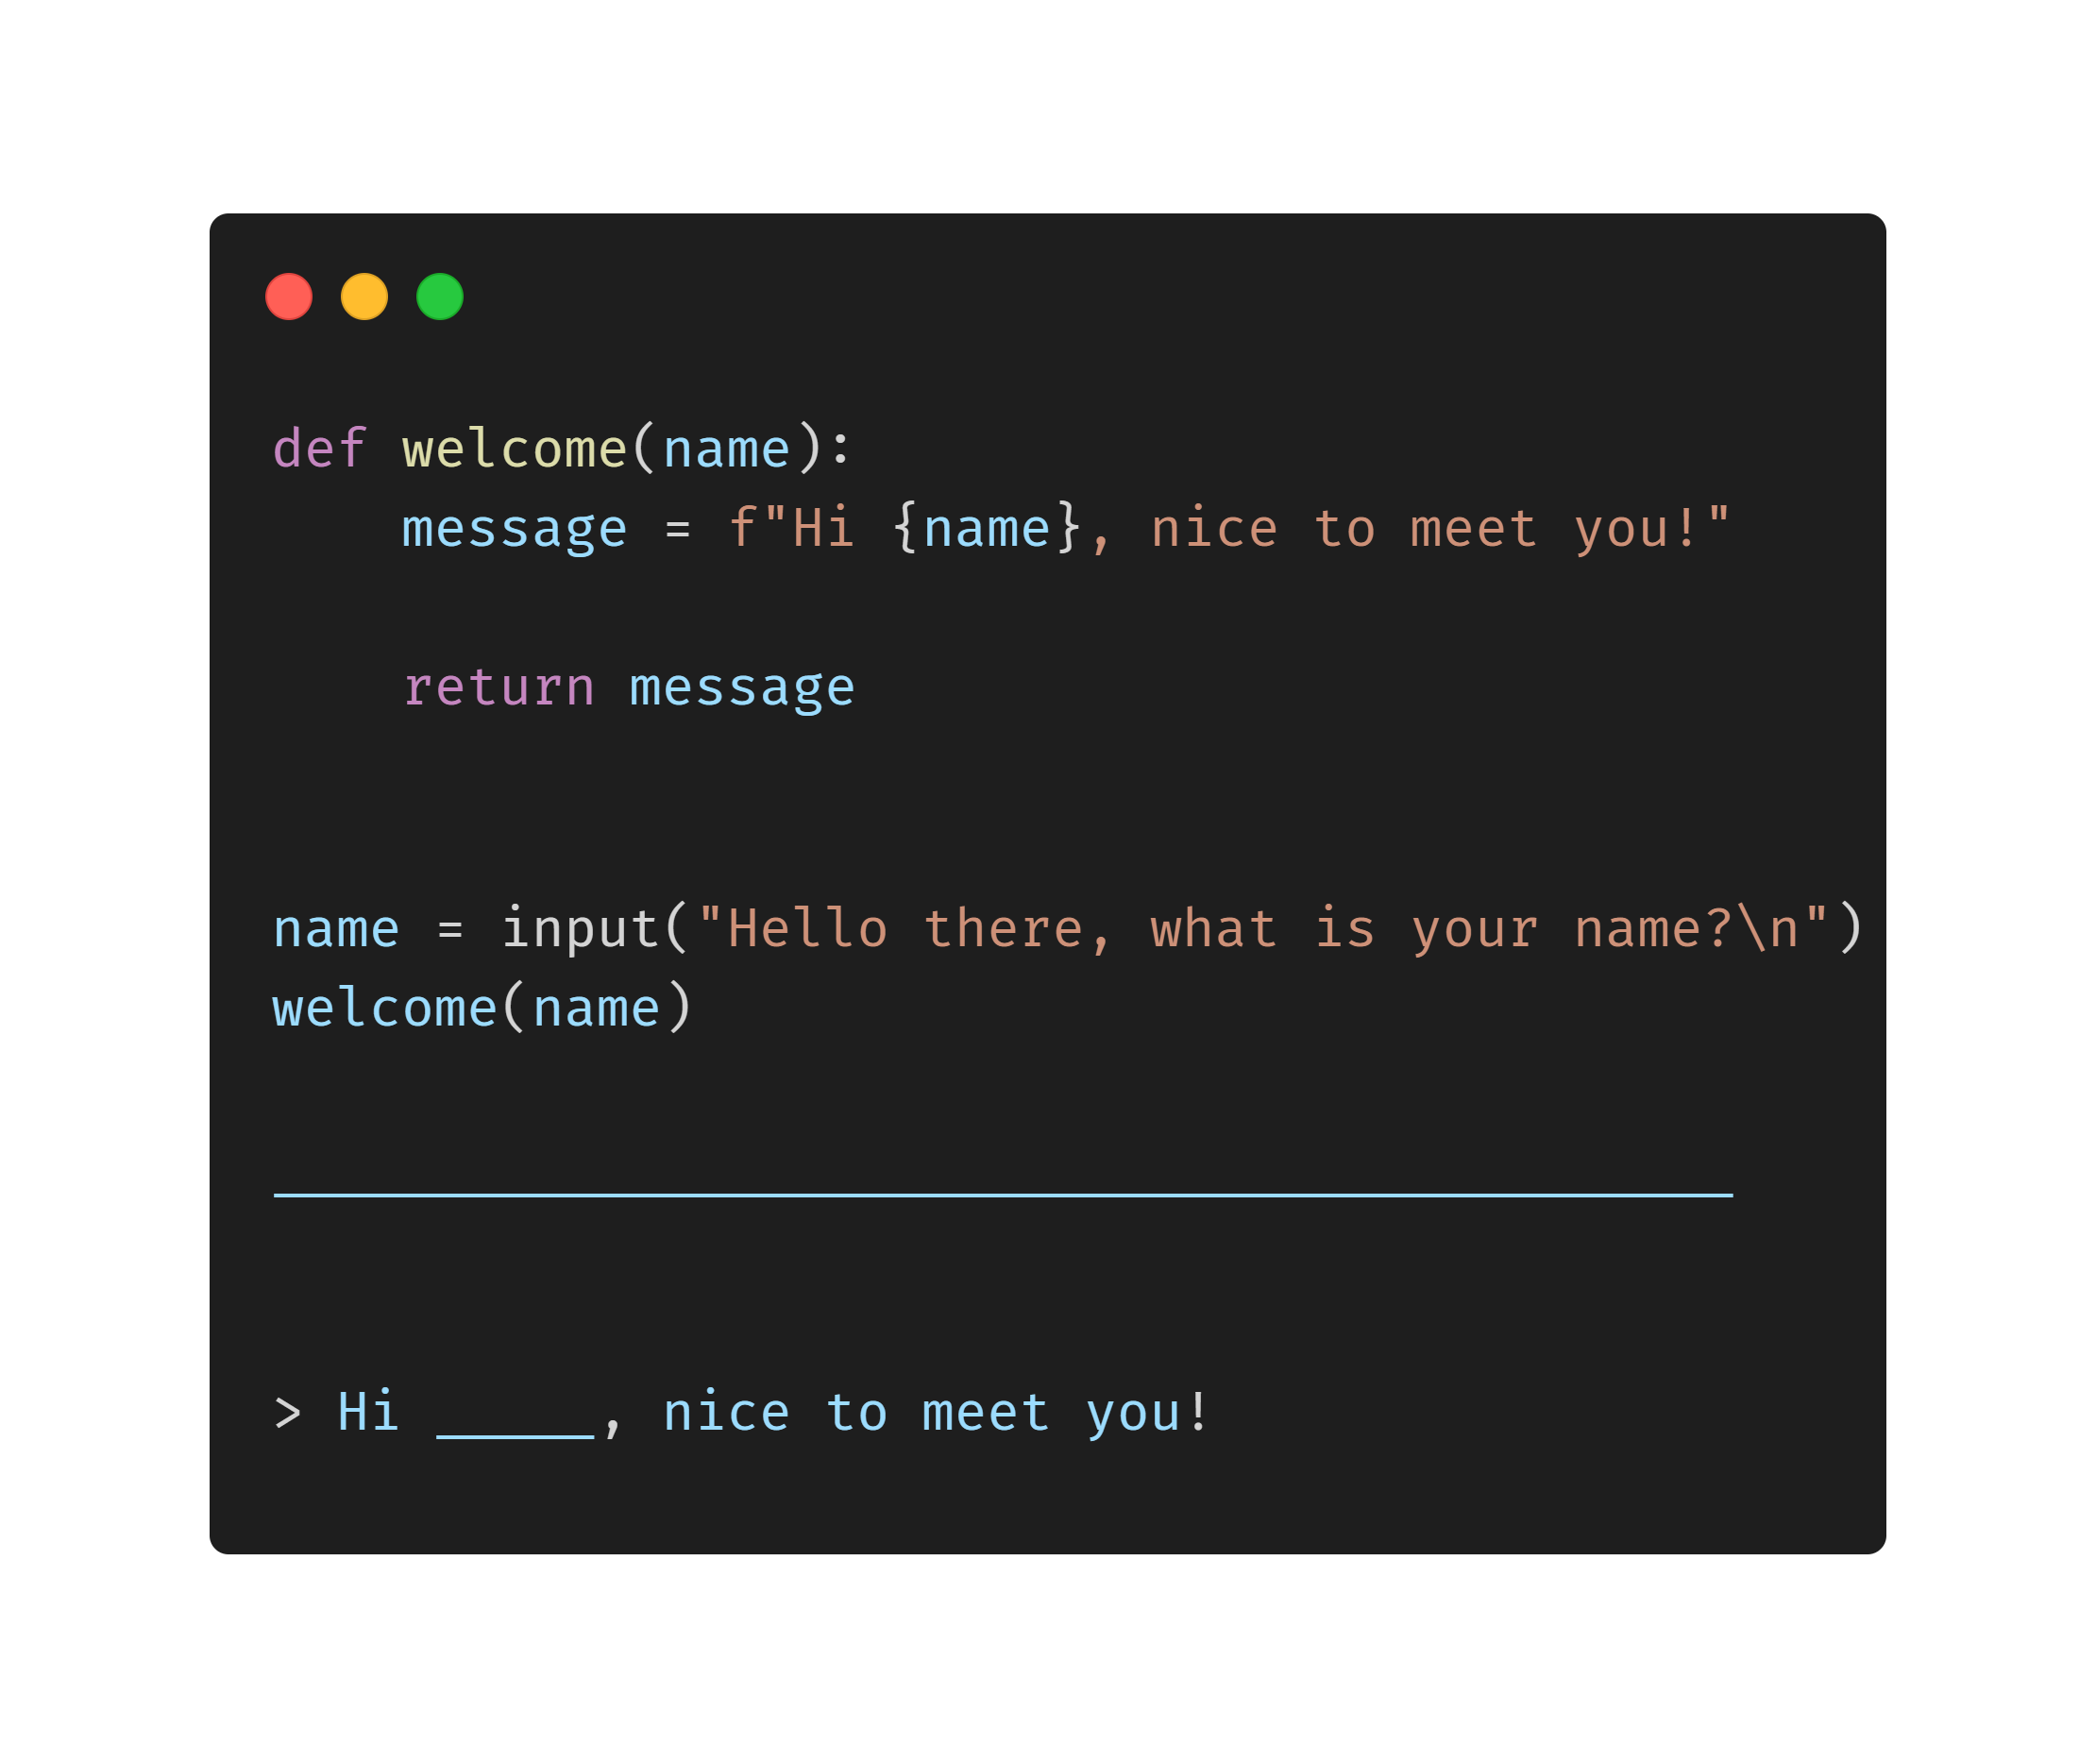 def welcome(name):
    message = f"Hi {name}, nice to meet you!"
    return message
name = input("Hello there, what is your name?\n")
welcome(name)
> Hi _____, nice to meet you!